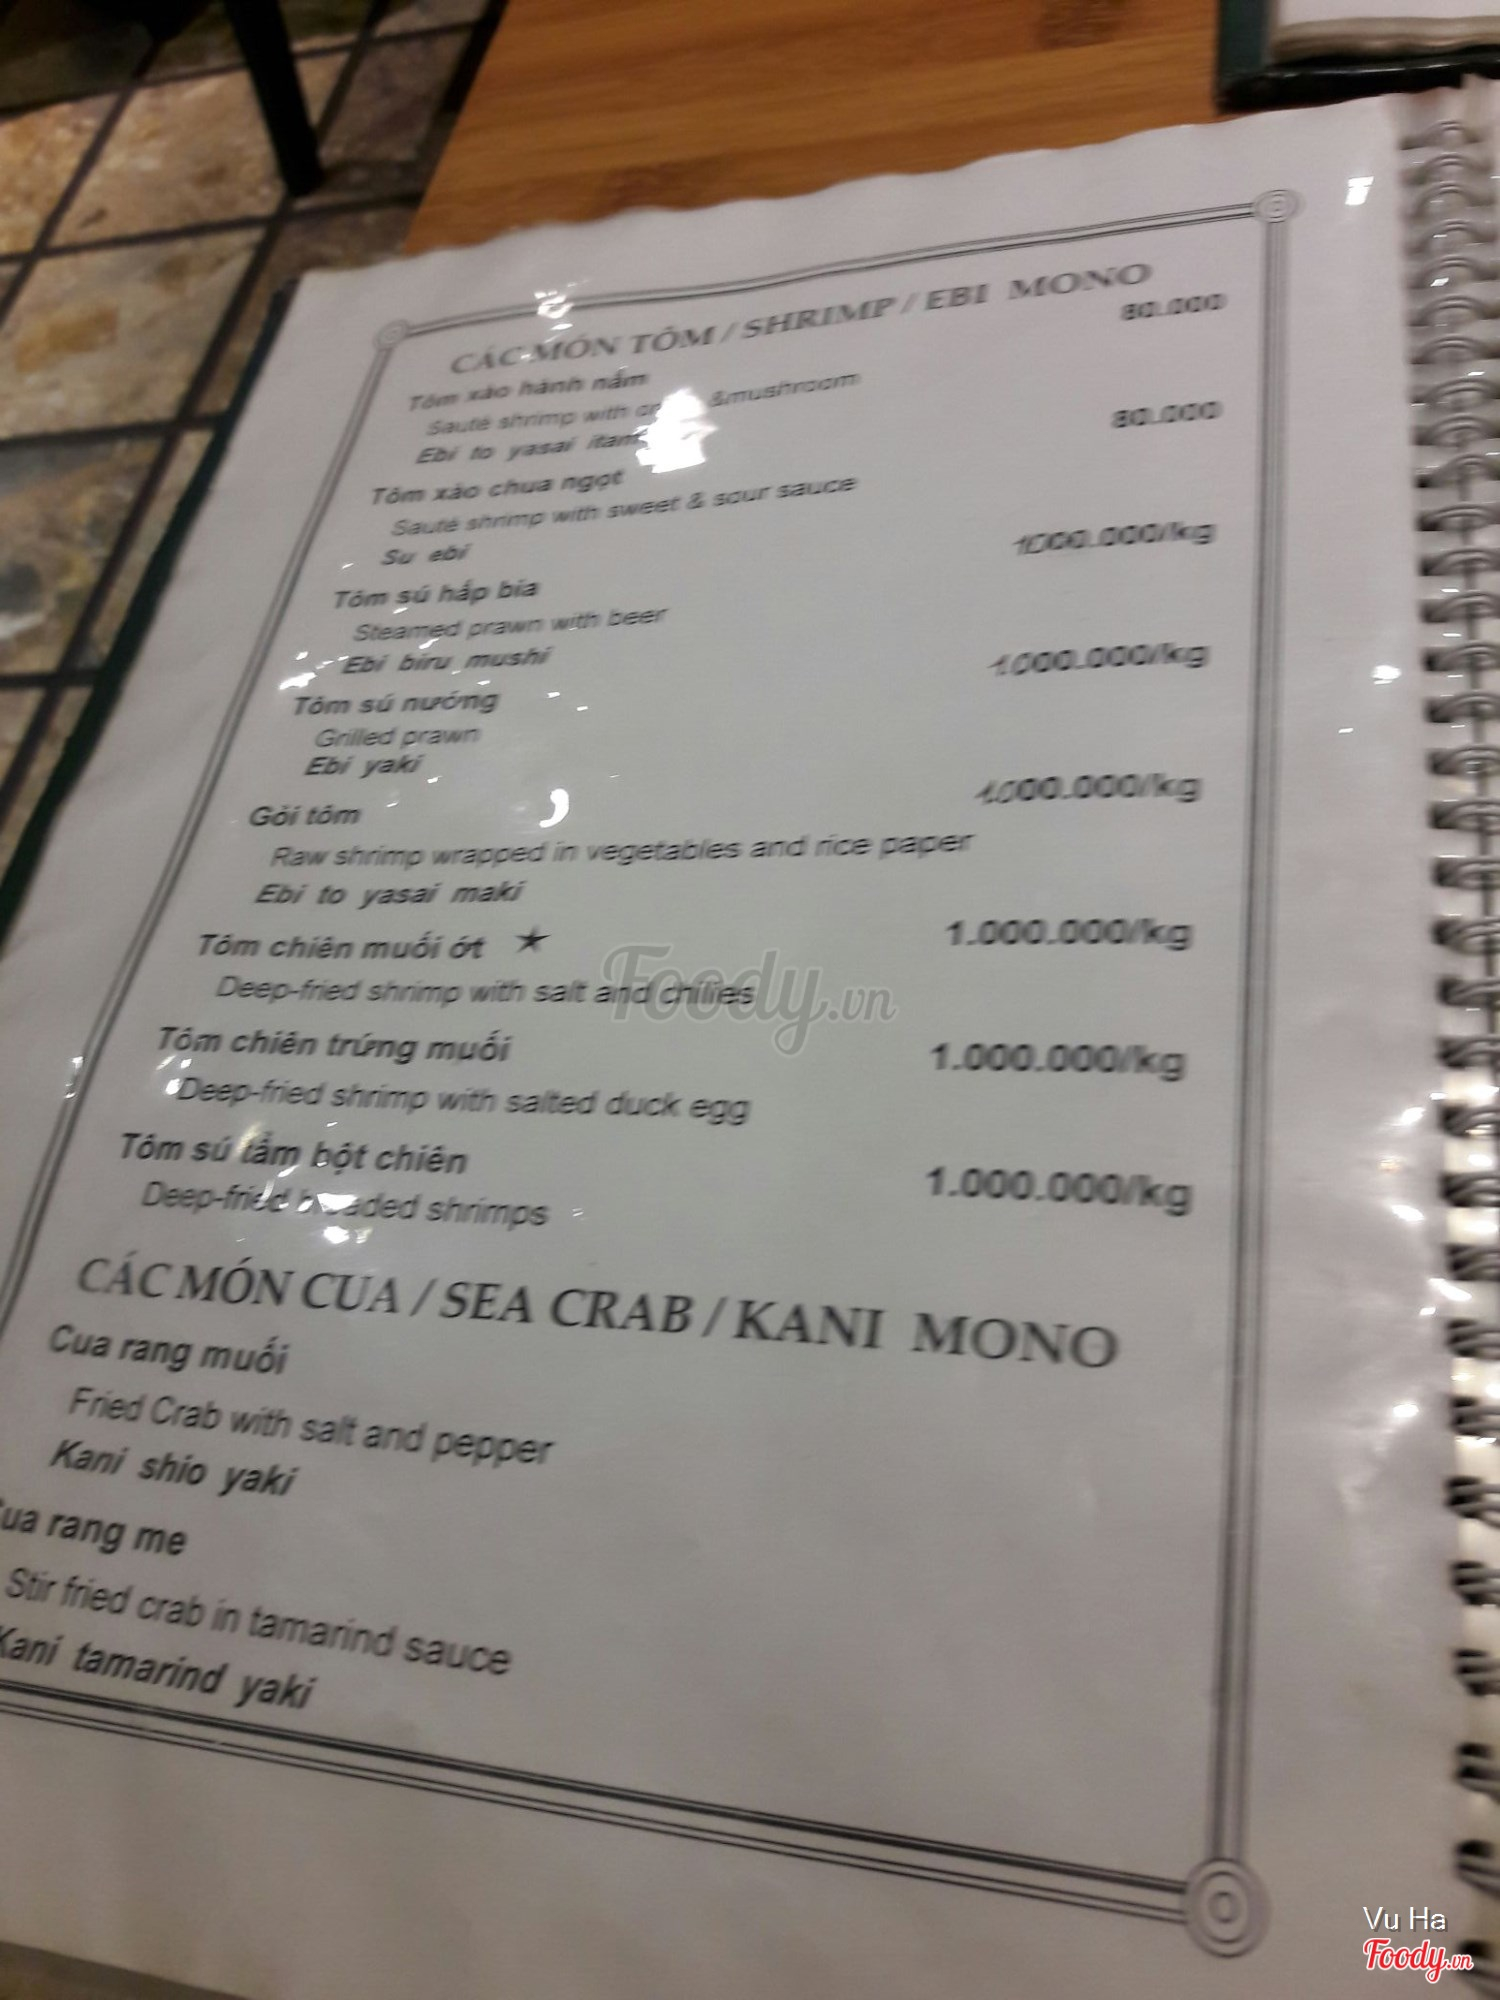 CÁC MÓN TÔM / SHRIMP / EBI MONO
Tôm xào hành nấm 80.000
Sauté shrimp with &mushroom
Ebi to yasai
Tôm xào chua ngọt 80.000
Sauté shrimp with sweet & sour sauce
Su ebi
Tôm sú hấp bia 1000.000/kg
Steamed prawn with beer
Ebi biru mushi
Tôm sú nướng 1.000.000/kg
Grilled prawn
Ebi yaki
Gỏi tôm 1.000.000/kg
Raw shrimp wrapped in vegetables and rice paper
Ebi to yasai maki
Tôm chiên muối ớt ★ 1.000.000/kg
Deep-fried shrimp with salt and chilies
Tôm chiên trứng muối 1.000.000/kg
Deep-fried shrimp with salted duck egg
Tôm sú tẩm bột chiên 1.000.000/kg
Deep-fried breaded shrimps
CÁC MÓN CUA / SEA CRAB / KANI MONO
Cua rang muối
Fried Crab with salt and pepper
Kani shio yaki
Cua rang me
Stir fried crab in tamarind sauce
Kani tamarind yaki
Foody.vn
Vu Ha
Foody.vn